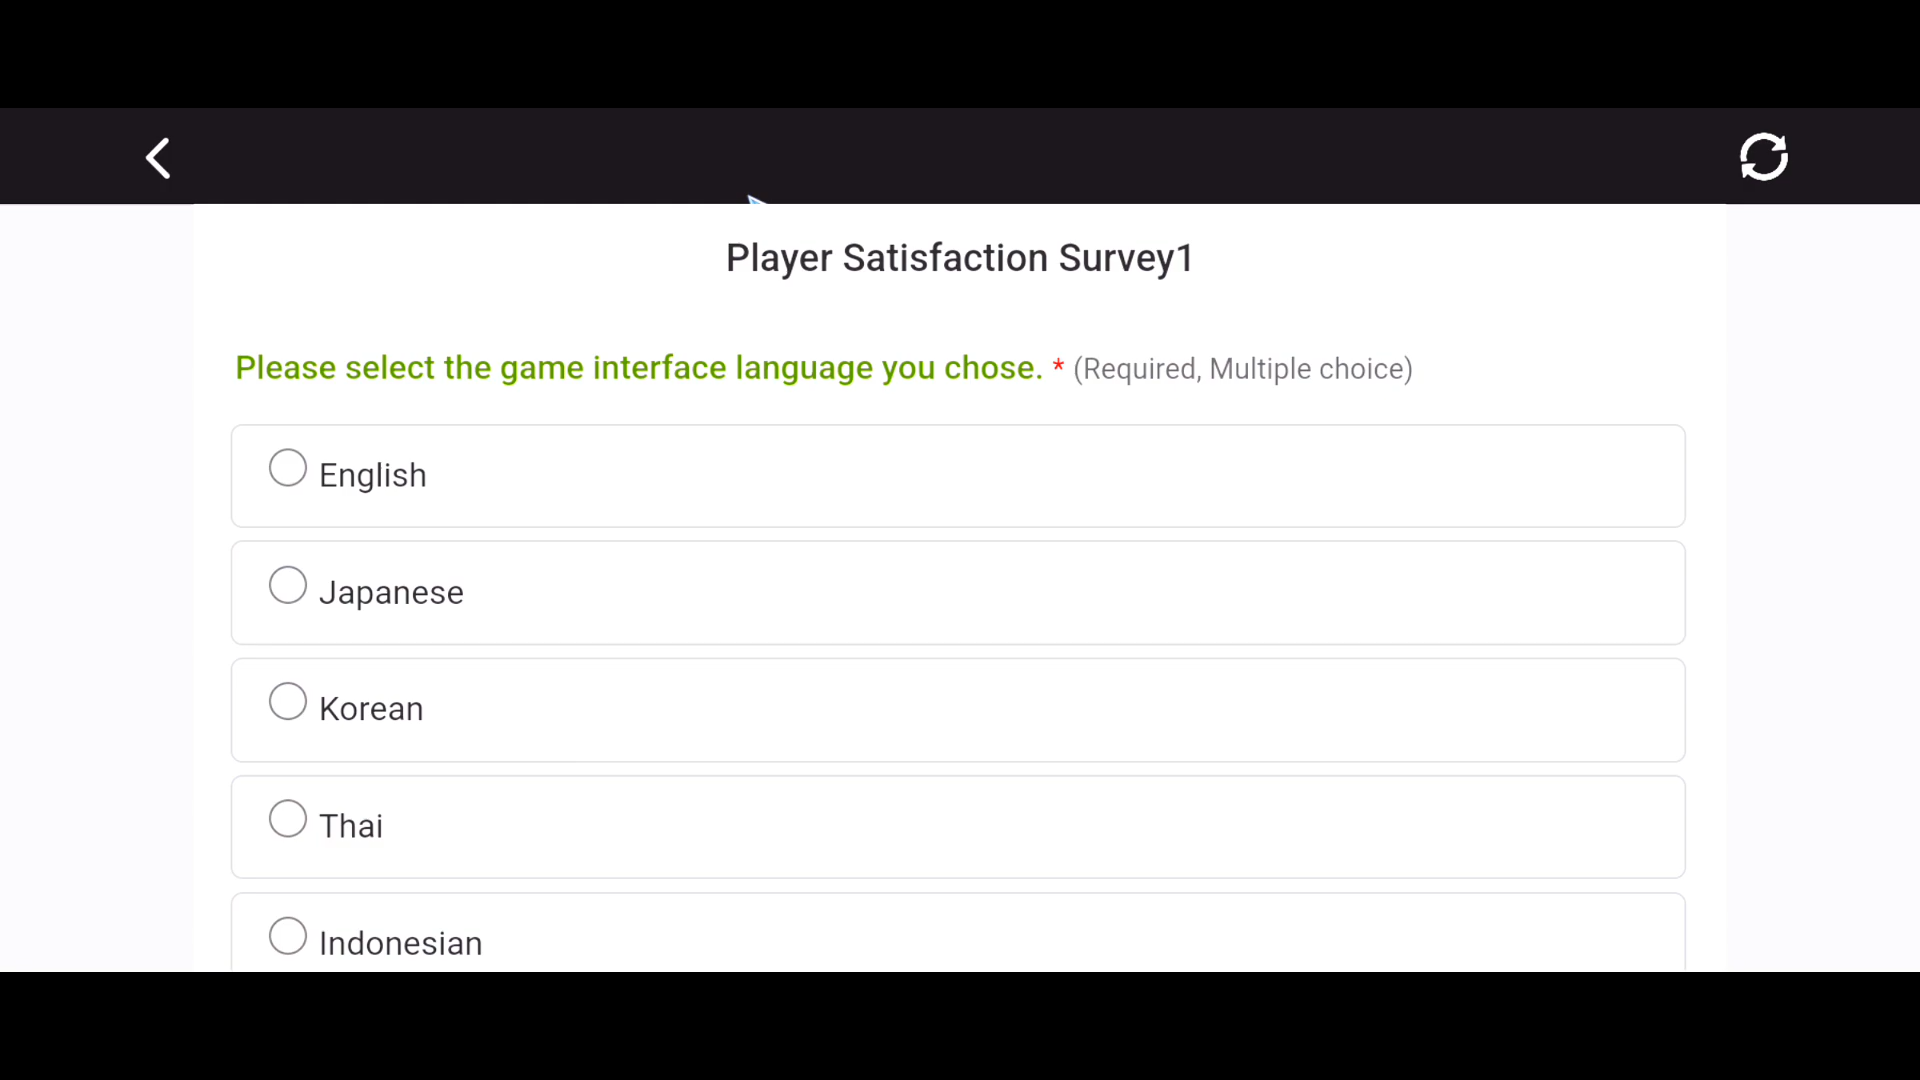 Player Satisfaction Survey1
Please select the game interface language you chose. * (Required, Multiple choice)
English
Japanese
Korean
Thai
Indonesian